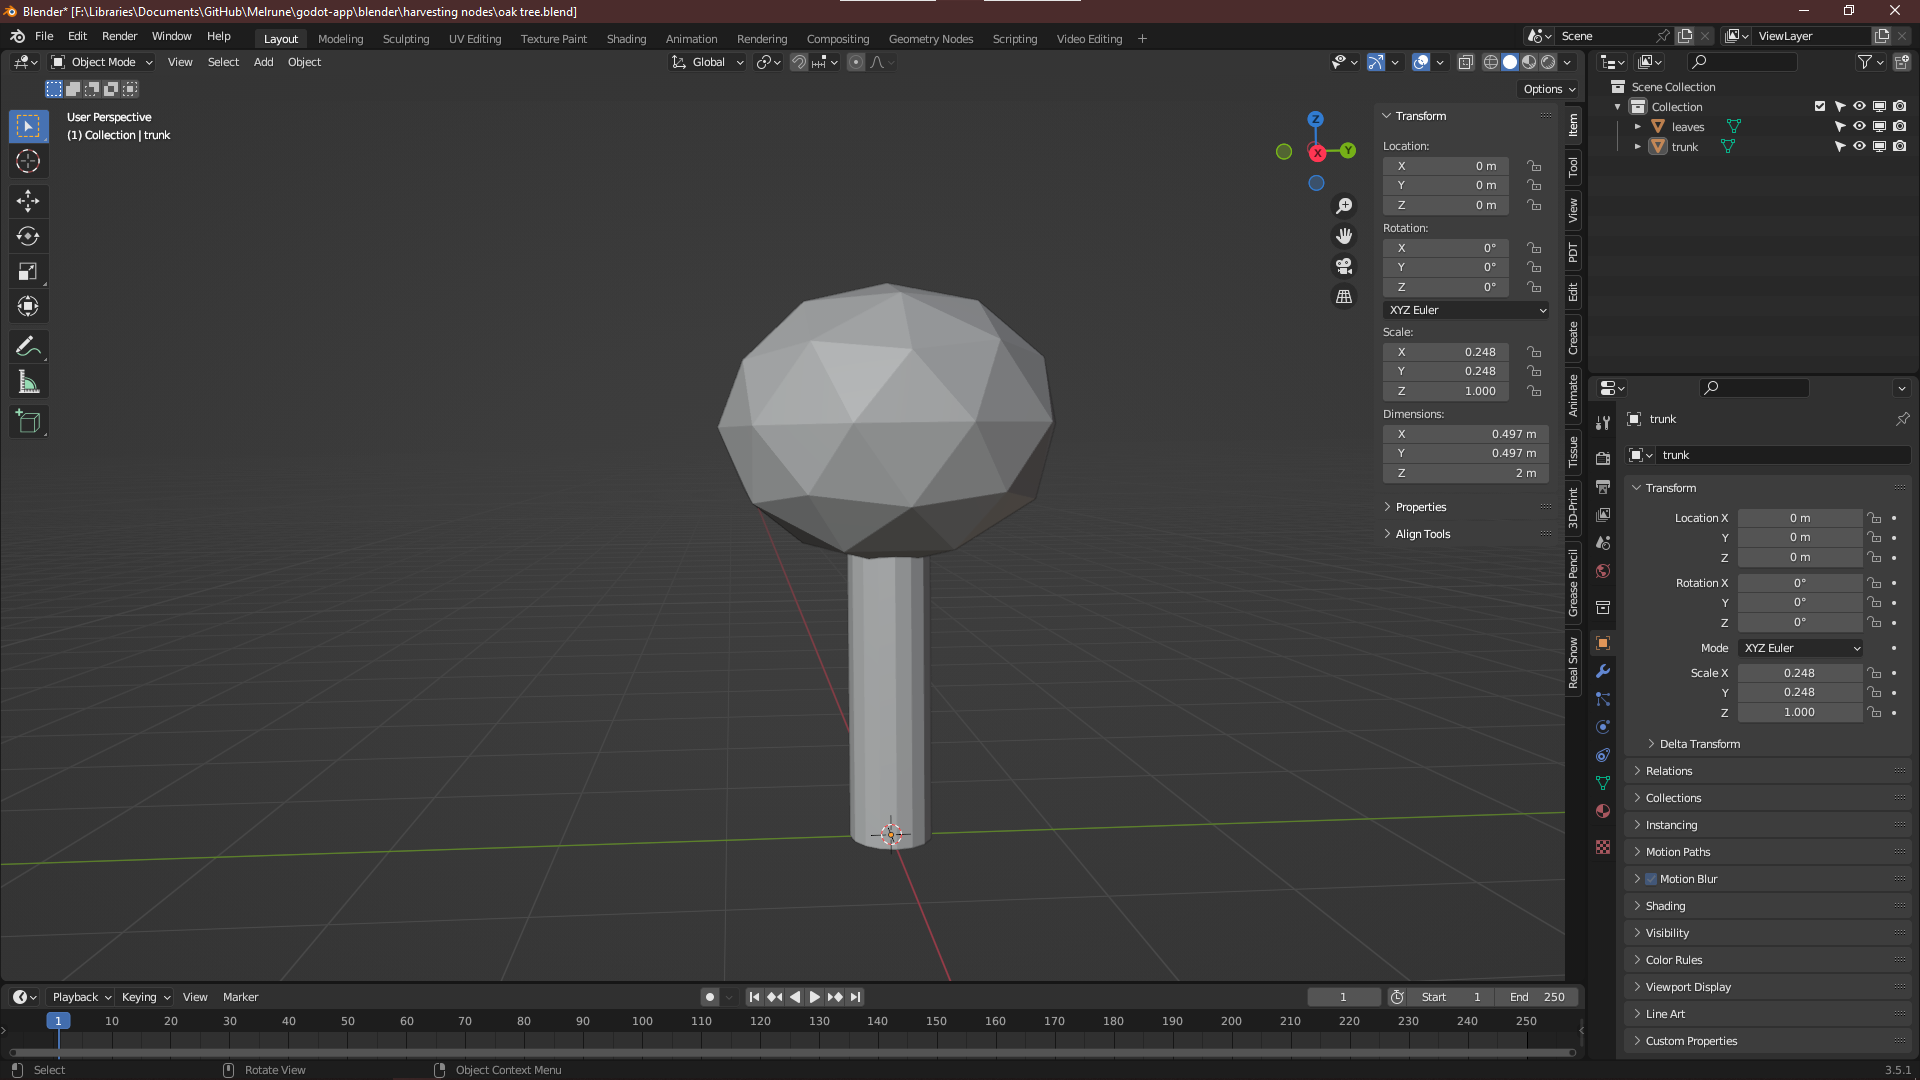 Blender* [F:\Libraries\Documents\GitHub\Melrune\godot-app\blender\harvesting nodes\oak tree.blend]
File Edit Render Window Help Layout Modeling Sculpting UV Editing Texture Paint Shading Animation Rendering Compositing Geometry Nodes Scripting Video Editing + Scene ViewLayer
Object Mode View Select Add Object Global
Options
User Perspective
(1) Collection | trunk
Z
Y
X
Transform
Location:
X 0 m
Y 0 m
Z 0 m
Rotation:
X 0°
Y 0°
Z 0°
XYZ Euler
Scale:
X 0.248
Y 0.248
Z 1.000
Dimensions:
X 0.497 m
Y 0.497 m
Z 2 m
Properties
Align Tools
Item
Tool
View
PDT
Edit
Create
Animate
Tissue
3D-Print
Grease Pencil
Real Snow
Scene Collection
Collection
leaves
trunk
trunk
trunk
Transform
Location X 0 m
Y 0 m
Z 0 m
Rotation X 0°
Y 0°
Z 0°
Mode XYZ Euler
Scale X 0.248
Y 0.248
Z 1.000
Delta Transform
Relations
Collections
Instancing
Motion Paths
Motion Blur
Shading
Visibility
Color Rules
Viewport Display
Line Art
Custom Properties
Playback Keying View Marker 1 Start 1 End 250
1 10 20 30 40 50 60 70 80 90 100 110 120 130 140 150 160 170 180 190 200 210 220 230 240 250
Select Rotate View Object Context Menu 3.5.1